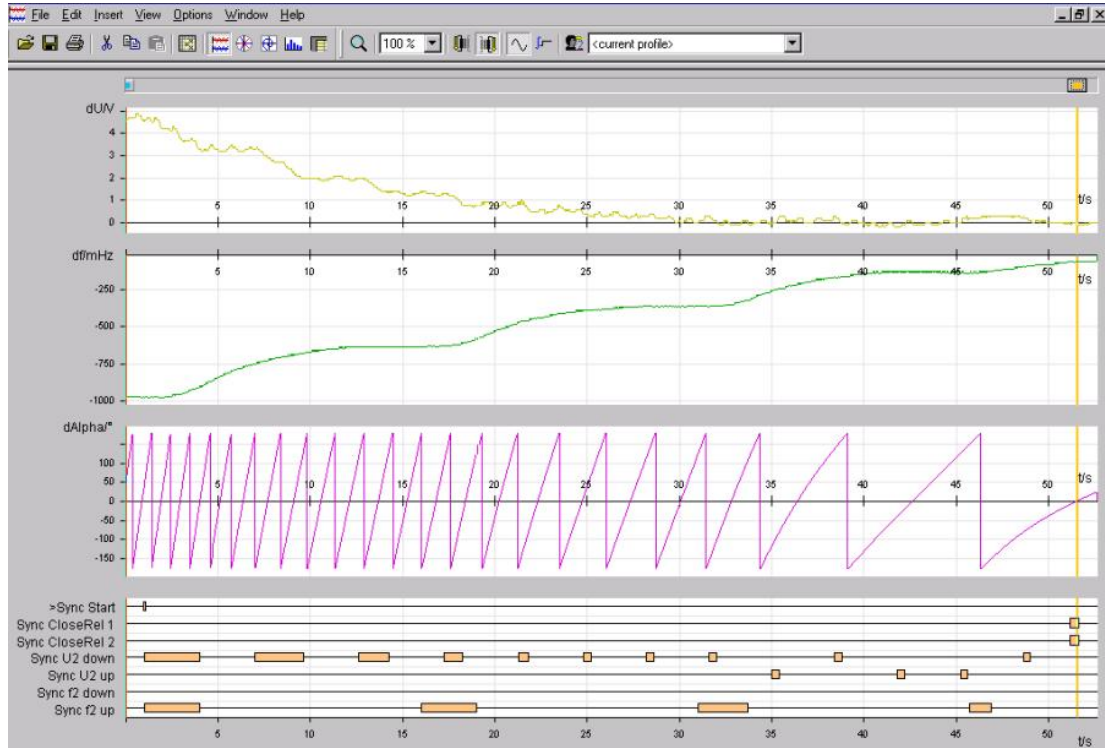 File Edit Insert View Options Window Help
100 % <current profile>
dU/V
4
3
2
1
0
5 10 15 20 25 30 35 40 45 50 t/s
df/mHz
5 10 15 20 25 30 35 40 45 50 t/s
-250
-500
-750
-1000
dAlpha/°
100
50
0
-50
-100
-150
5 10 15 20 25 30 35 40 45 50 t/s
>Sync Start
Sync CloseRel 1
Sync CloseRel 2
Sync U2 down
Sync U2 up
Sync f2 down
Sync f2 up
5 10 15 20 25 30 35 40 45 50 t/s